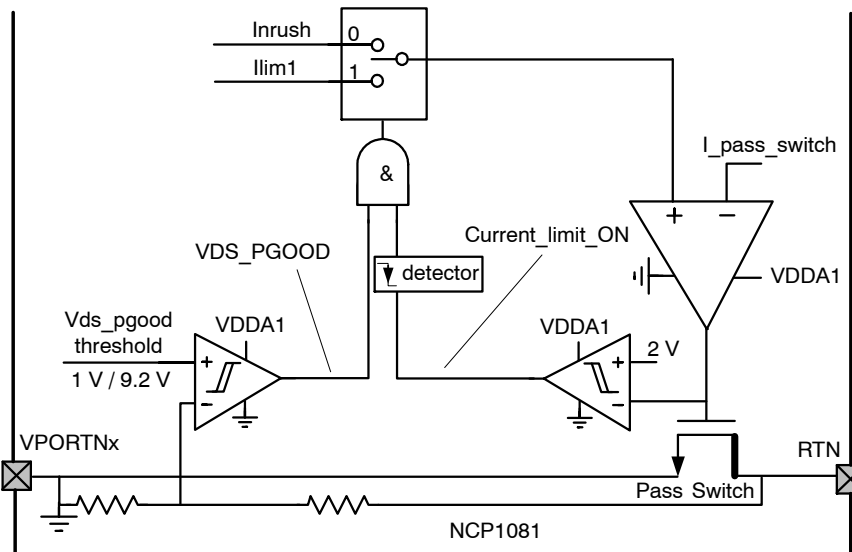 Inrush
0
Ilim1
1
I_pass_switch
&
+ −
Current_limit_ON
VDS_PGOOD
detector
VDDA1
Vds_pgood
threshold
VDDA1
VDDA1
+
+
2 V
1 V / 9.2 V
−
−
VPORTNx
RTN
Pass Switch
NCP1081